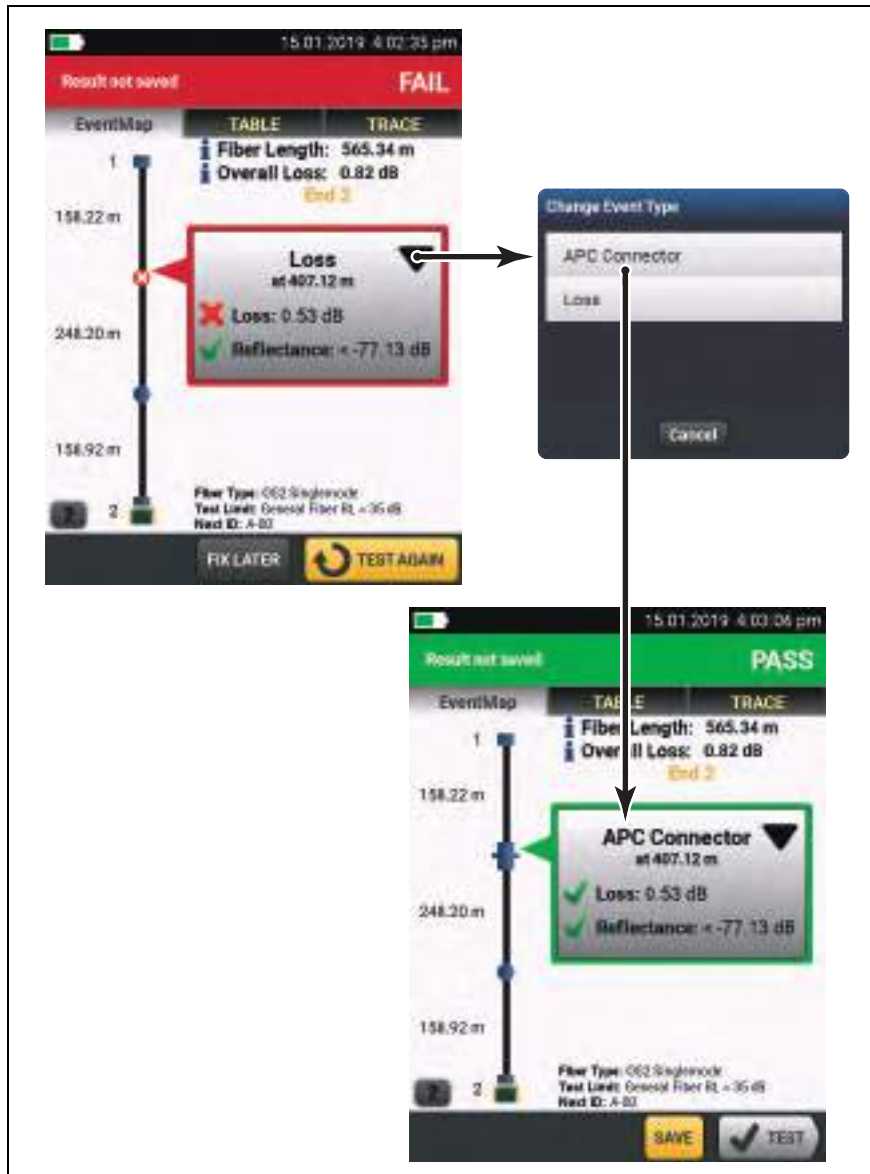 15.01.2019 4:02:35 pm
Result not saved FAIL
EventMap TABLE TRACE
Fiber Length: 565.34 m
Overall Loss: 0.82 dB
End 2
1
158.22 m
Loss
at 407.12 m
Loss: 0.53 dB
Reflectance: < -77.13 dB
248.20 m
158.92 m
2
Fiber Type: OS2 Singlemode
Test Limit: General Fiber RL = 35 dB
Next ID: A-02
FIX LATER TEST AGAIN
Change Event Type
APC Connector
Loss
Cancel
15.01.2019 4:03:06 pm
Result not saved PASS
EventMap TABLE TRACE
Fiber Length: 565.34 m
Overall Loss: 0.82 dB
End 2
1
158.22 m
APC Connector
at 407.12 m
Loss: 0.53 dB
Reflectance: < -77.13 dB
248.20 m
158.92 m
2
Fiber Type: OS2 Singlemode
Test Limit: General Fiber RL = 35 dB
Next ID: A-02
SAVE TEST